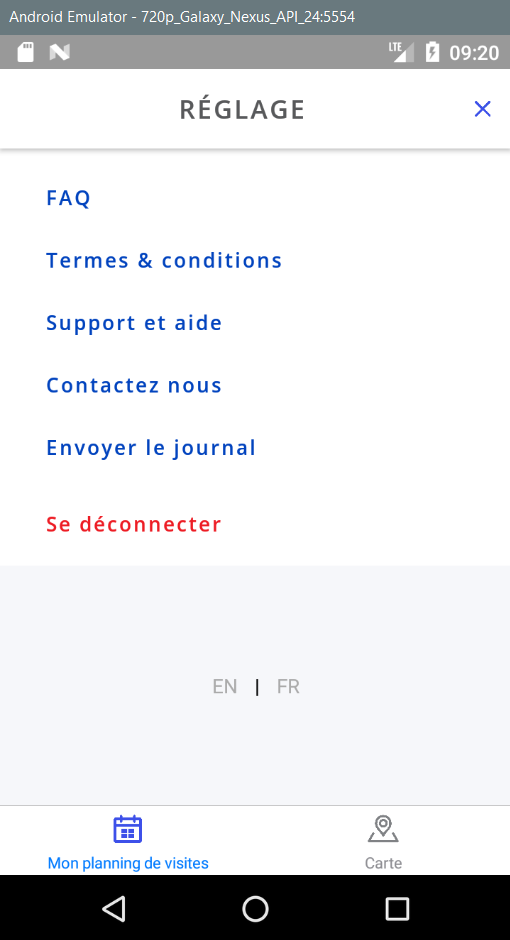 Android Emulator - 720p_Galaxy_Nexus_API_24:5554
LTE 09:20
RÉGLAGE
FAQ
Termes & conditions
Support et aide
Contactez nous
Envoyer le journal
Se déconnecter
EN | FR
Mon planning de visites Carte